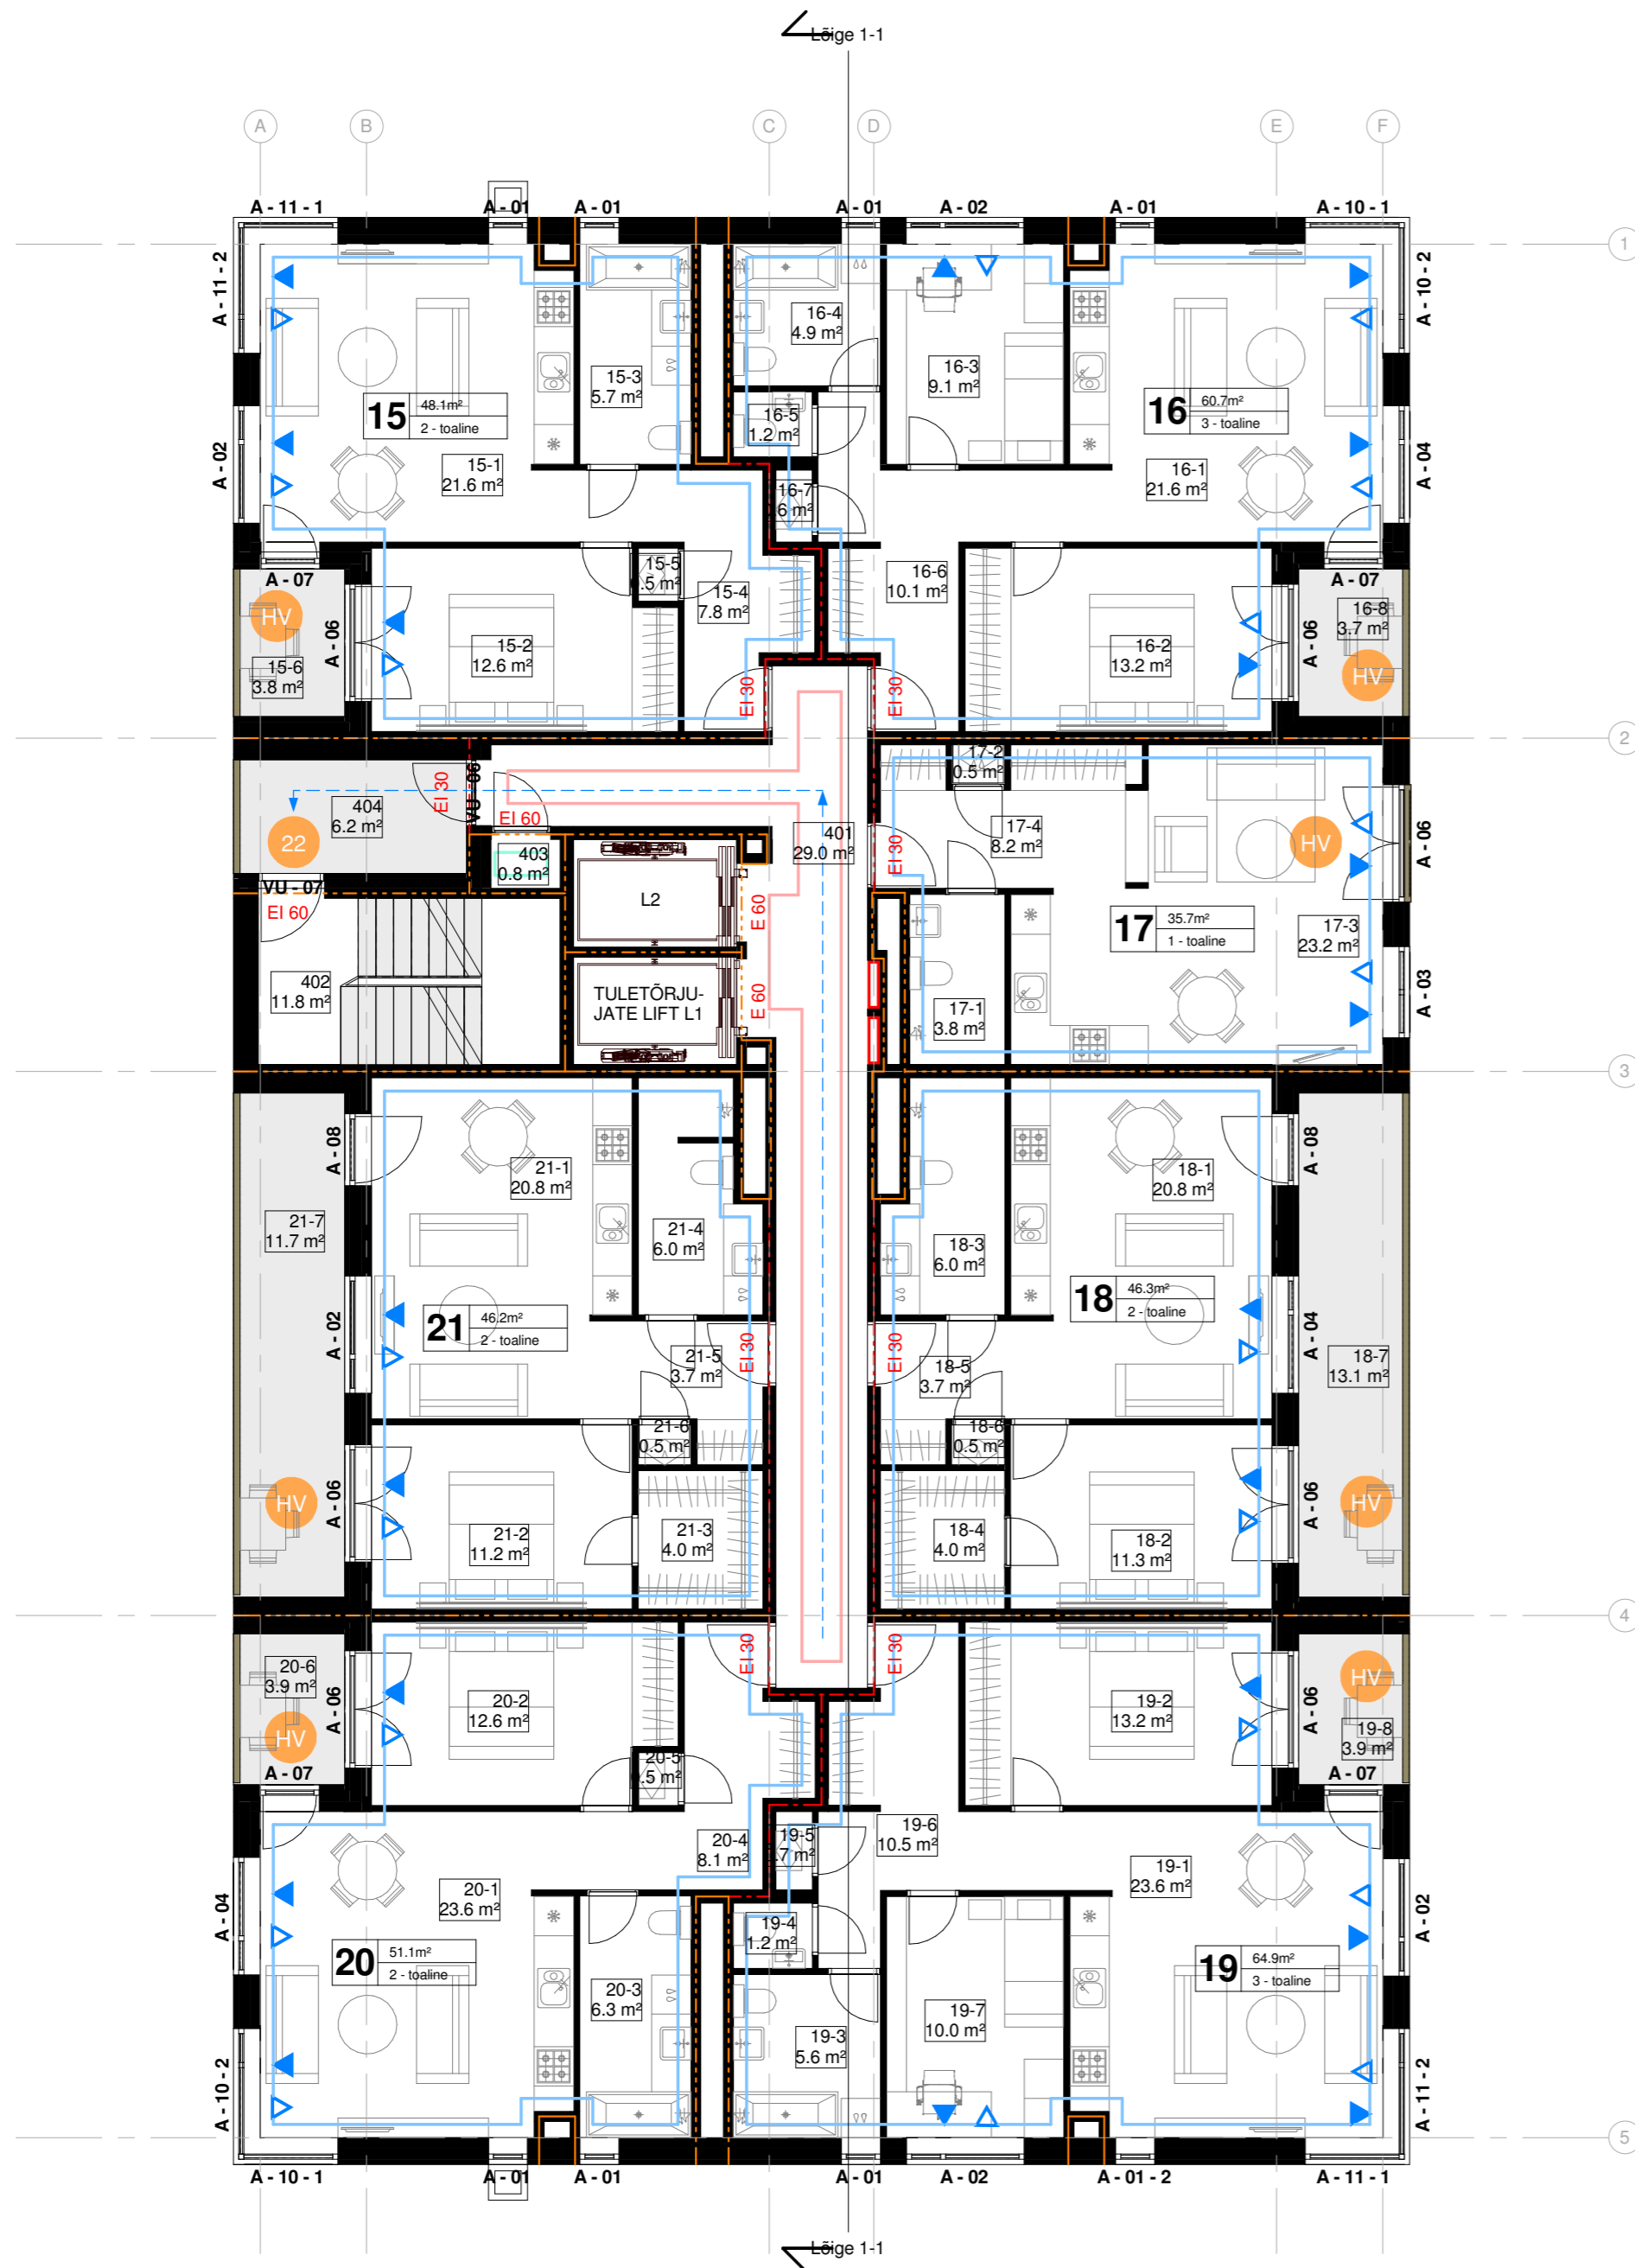 Lõige 1-1
A
B
C
D
E
F
A - 11 - 1
A - 01
A - 01
A - 01
A - 02
A - 01
A - 10 - 1
1
A - 11 - 2
A - 10 - 2
16-4
4.9 m²
15-3
5.7 m²
16-3
9.1 m²
15
48.1m²
2 - toaline
16-5
1.2 m²
16
60.7m²
3 - toaline
A - 02
15-1
21.6 m²
16-7
6 m²
16-1
21.6 m²
A - 04
A - 07
HV
15-6
3.8 m²
A - 06
15-2
12.6 m²
15-5
.5 m²
15-4
7.8 m²
16-6
10.1 m²
16-2
13.2 m²
A - 06
A - 07
16-8
3.7 m²
HV
EI 30
EI 30
2
404
6.2 m²
22
EI 30
VU - 06
EI 60
403
0.8 m²
401
29.0 m²
EI 30
17-2
0.5 m²
17-4
8.2 m²
HV
A - 06
VU - 07
EI 60
L2
E 60
17
35.7m²
1 - toaline
17-3
23.2 m²
402
11.8 m²
TULETÕRJU-
JATE LIFT L1
E 60
17-1
3.8 m²
A - 03
3
A - 08
21-1
20.8 m²
18-1
20.8 m²
A - 08
21-7
11.7 m²
21-4
6.0 m²
18-3
6.0 m²
A - 02
21
46.2m²
2 - toaline
18
46.3m²
2 - toaline
A - 04
21-5
3.7 m²
EI 30
EI 30
18-5
3.7 m²
18-7
13.1 m²
21-6
0.5 m²
18-6
0.5 m²
HV
A - 06
21-2
11.2 m²
21-3
4.0 m²
18-4
4.0 m²
18-2
11.3 m²
A - 06
HV
4
EI 30
EI 30
20-6
3.9 m²
HV
A - 06
A - 07
20-2
12.6 m²
20-5
.5 m²
19-2
13.2 m²
A - 06
HV
19-8
3.9 m²
A - 07
20-4
8.1 m²
19-5
.7 m²
19-6
10.5 m²
A - 04
20-1
23.6 m²
19-1
23.6 m²
A - 02
20
51.1m²
2 - toaline
19-4
1.2 m²
19
64.9m²
3 - toaline
20-3
6.3 m²
19-3
5.6 m²
19-7
10.0 m²
A - 10 - 2
A - 11 - 2
5
A - 10 - 1
A - 01
A - 01
A - 01
A - 02
A - 01 - 2
A - 11 - 1
Lõige 1-1